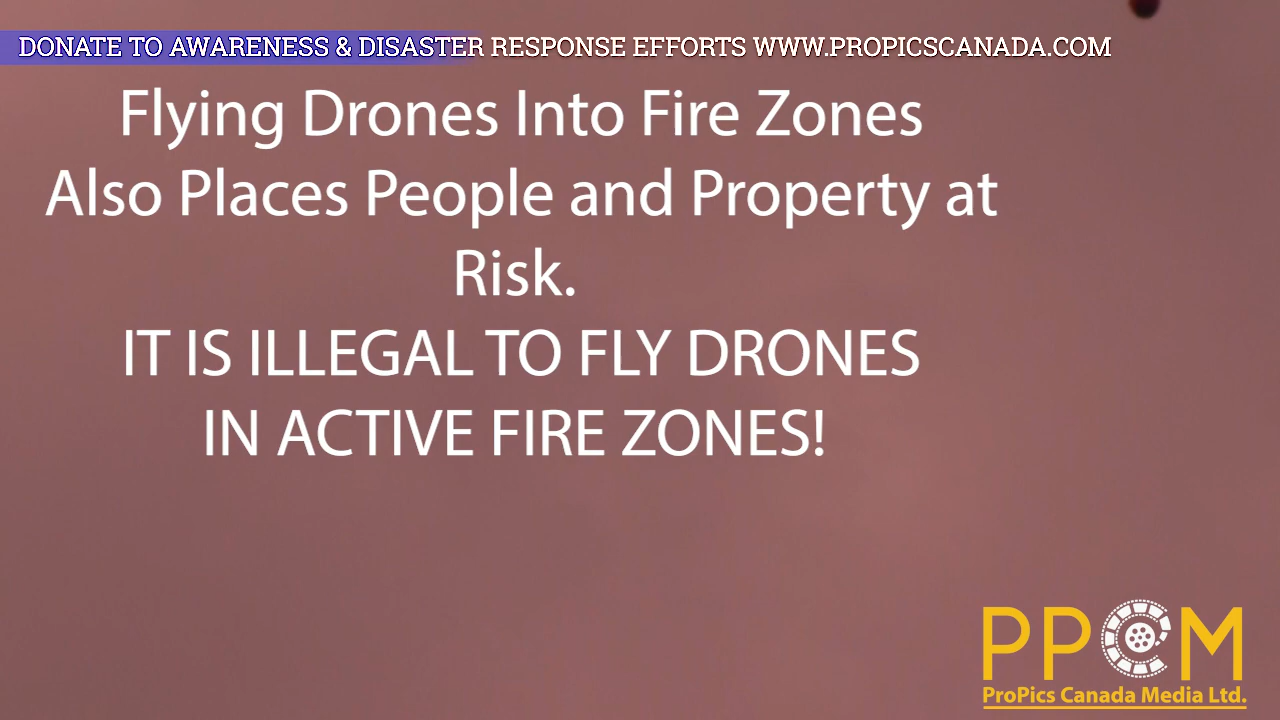 DONATE TO AWARENESS & DISASTER RESPONSE EFFORTS WWW.PROPICSCANADA.COM
Flying Drones Into Fire Zones
Also Places People and Property at
Risk.
IT IS ILLEGAL TO FLY DRONES
IN ACTIVE FIRE ZONES!
PPCM
ProPics Canada Media Ltd.